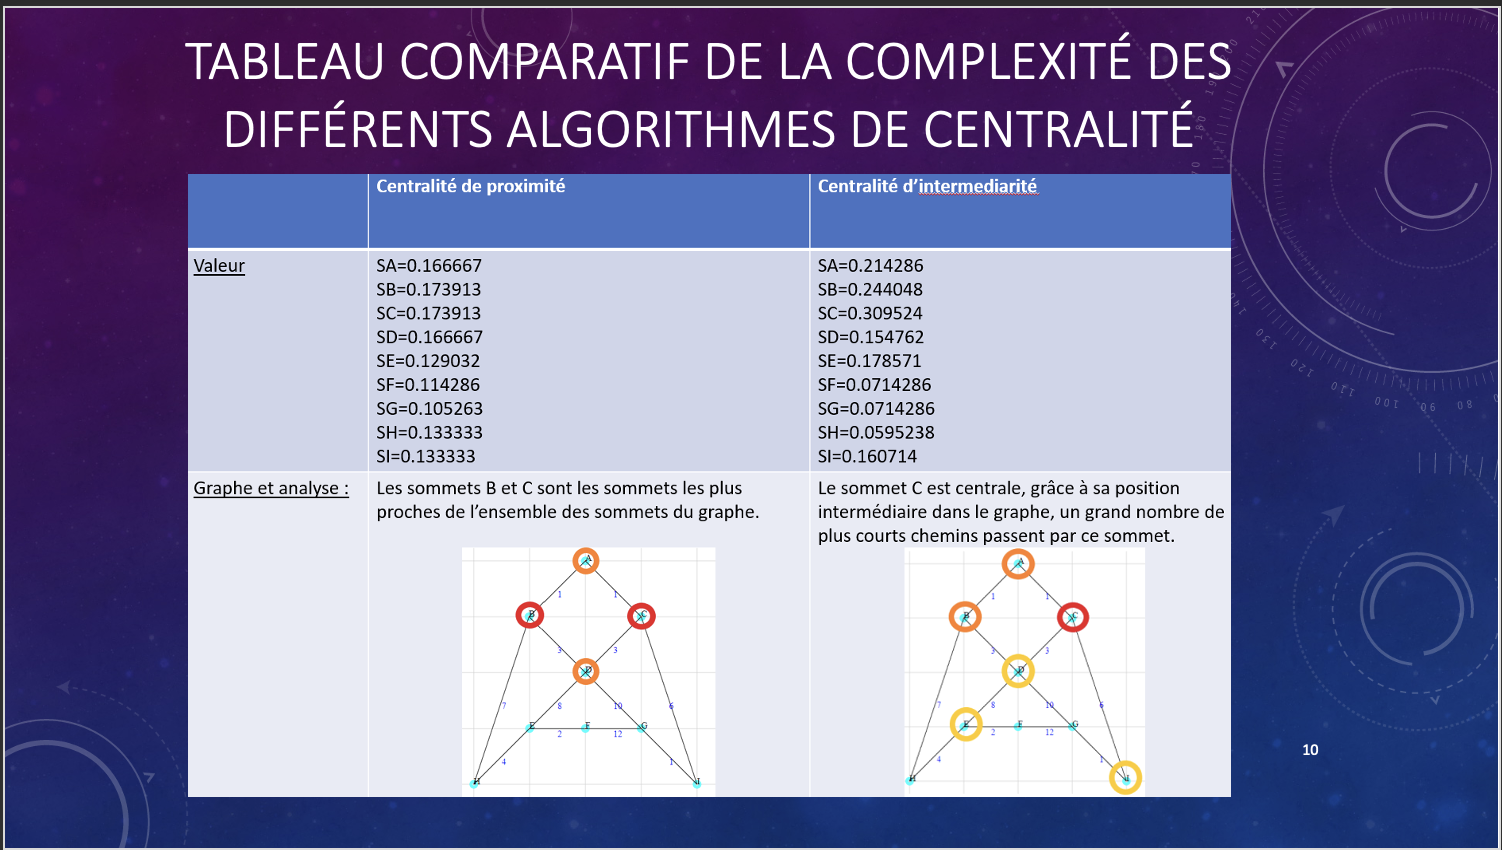 TABLEAU COMPARATIF DE LA COMPLEXITÉ DES
DIFFÉRENTS ALGORITHMES DE CENTRALITÉ
Centralité de proximité
Centralité d’intermediarité
Valeur
SA=0.166667
SB=0.173913
SC=0.173913
SD=0.166667
SE=0.129032
SF=0.114286
SG=0.105263
SH=0.133333
SI=0.133333
SA=0.214286
SB=0.244048
SC=0.309524
SD=0.154762
SE=0.178571
SF=0.0714286
SG=0.0714286
SH=0.0595238
SI=0.160714
Graphe et analyse :
Les sommets B et C sont les sommets les plus
proches de l’ensemble des sommets du graphe.
A
1 1
B C
3 3
D
7 8 10 6
E F G
2 12
4 1
H I
Le sommet C est centrale, grâce à sa position
intermédiaire dans le graphe, un grand nombre de
plus courts chemins passent par ce sommet.
A
1 1
B C
3 3
D
7 8 10 6
E F G
2 12
4 1
H I
10